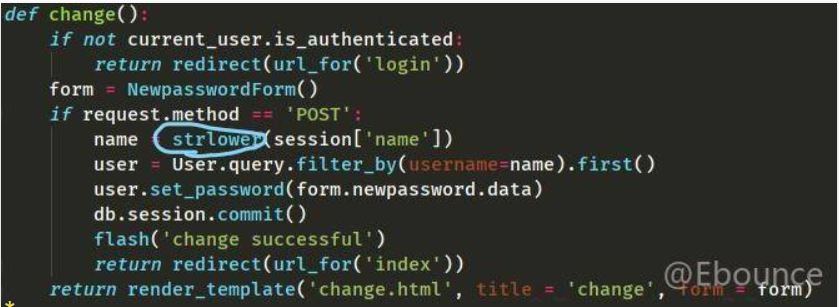 def change():
    if not current_user.is_authenticated:
        return redirect(url_for('login'))
    form = NewpasswordForm()
    if request.method == 'POST':
        name = strlower(session['name'])
        user = User.query.filter_by(username=name).first()
        user.set_password(form.newpassword.data)
        db.session.commit()
        flash('change successful')
        return redirect(url_for('index'))
    return render_template('change.html', title = 'change', form = form)
@Ebounce
*